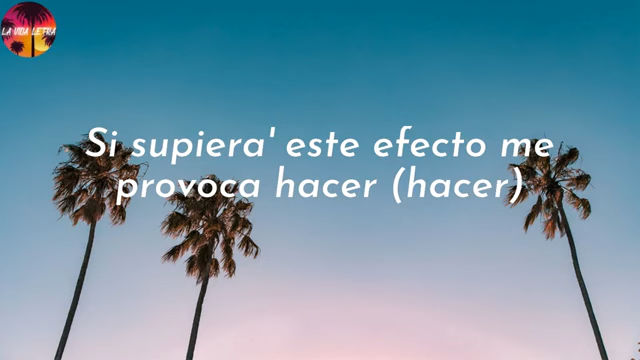 LA VIDA LETRA
Si supiera' este efecto me
provoca hacer (hacer)